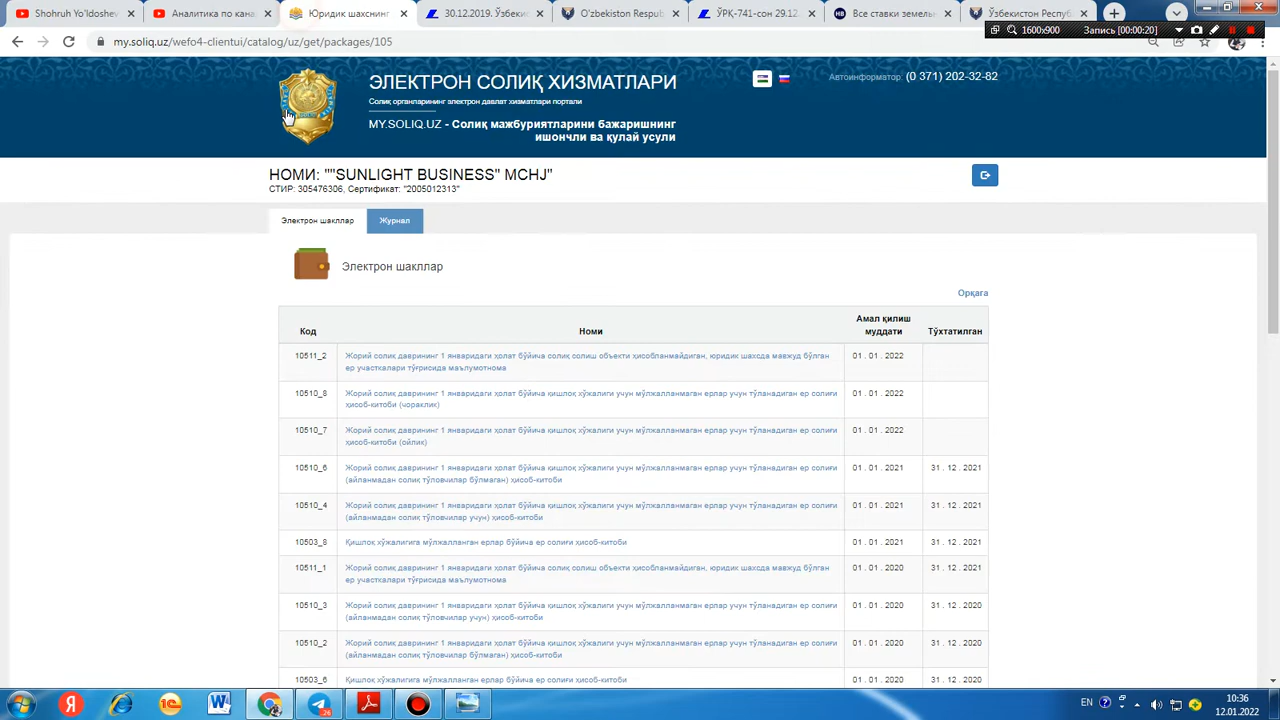 Shohruh Yo'ldoshev
Аналитика по кана
Юридик шахснинг
30.12.2019 Ўзбек
O'zbekiston Respub
ЎРК-741-сон 29.12
Все ставки земель
Ўзбекистон Респу
my.soliq.uz/wefo4-clientui/catalog/uz/get/packages/105
1600x900
Запись [00:00:20]
ЭЛЕКТРОН СОЛИҚ ХИЗМАТЛАРИ
Солиқ органларининг электрон давлат хизматлари портали
MY.SOLIQ.UZ - Солиқ мажбуриятларини бажаришнинг
ишончли ва қулай усули
Автоинформатор: (0 371) 202-32-82
НОМИ: ""SUNLIGHT BUSINESS" MCHJ"
СТИР: 305476306, Сертификат: "2005012313"
Электрон шакллар
Журнал
Электрон шакллар
Орқага
Код
Номи
Амал қилиш
муддати
Тўхтатилган
10511_2
Жорий солиқ даврининг 1 январидаги ҳолат бўйича солиқ солиш объекти ҳисобланмайдиган, юридик шахсда мавжуд бўлган
ер участкалари тўғрисида маълумотнома
01 . 01 . 2022
10510_8
Жорий солиқ даврининг 1 январидаги ҳолат бўйича қишлоқ хўжалиги учун мўлжалланмаган ерлар учун тўланадиган ер солиғи
ҳисоб-китоби (чораклик)
01 . 01 . 2022
10510_7
Жорий солиқ даврининг 1 январидаги ҳолат бўйича қишлоқ хўжалиги учун мўлжалланмаган ерлар учун тўланадиган ер солиғи
ҳисоб-китоби (ойлик)
01 . 01 . 2022
10510_6
Жорий солиқ даврининг 1 январидаги ҳолат бўйича қишлоқ хўжалиги учун мўлжалланмаган ерлар учун тўланадиган ер солиғи
(айланмадан солиқ тўловчилар бўлмаган) ҳисоб-китоби
01 . 01 . 2021
31 . 12 . 2021
10510_4
Жорий солиқ даврининг 1 январидаги ҳолат бўйича қишлоқ хўжалиги учун мўлжалланмаган ерлар учун тўланадиган ер солиғи
(айланмадан солиқ тўловчилар учун) ҳисоб-китоби
01 . 01 . 2021
31 . 12 . 2021
10503_8
Қишлоқ хўжалигига мўлжалланган ерлар бўйича ер солиғи ҳисоб-китоби
01 . 01 . 2021
31 . 12 . 2021
10511_1
Жорий солиқ даврининг 1 январидаги ҳолат бўйича солиқ солиш объекти ҳисобланмайдиган, юридик шахсда мавжуд бўлган
ер участкалари тўғрисида маълумотнома
01 . 01 . 2020
31 . 12 . 2021
10510_3
Жорий солиқ даврининг 1 январидаги ҳолат бўйича қишлоқ хўжалиги учун мўлжалланмаган ерлар учун тўланадиган ер солиғи
(айланмадан солиқ тўловчилар учун) ҳисоб-китоби
01 . 01 . 2020
31 . 12 . 2020
10510_2
Жорий солиқ даврининг 1 январидаги ҳолат бўйича қишлоқ хўжалиги учун мўлжалланмаган ерлар учун тўланадиган ер солиғи
(айланмадан солиқ тўловчилар бўлмаган) ҳисоб-китоби
01 . 01 . 2020
31 . 12 . 2020
10503_6
Қишлоқ хўжалигига мўлжалланган ерлар бўйича ер солиғи ҳисоб-китоби
01 . 01 . 2020
31 . 12 . 2020
EN
10:36
12.01.2022